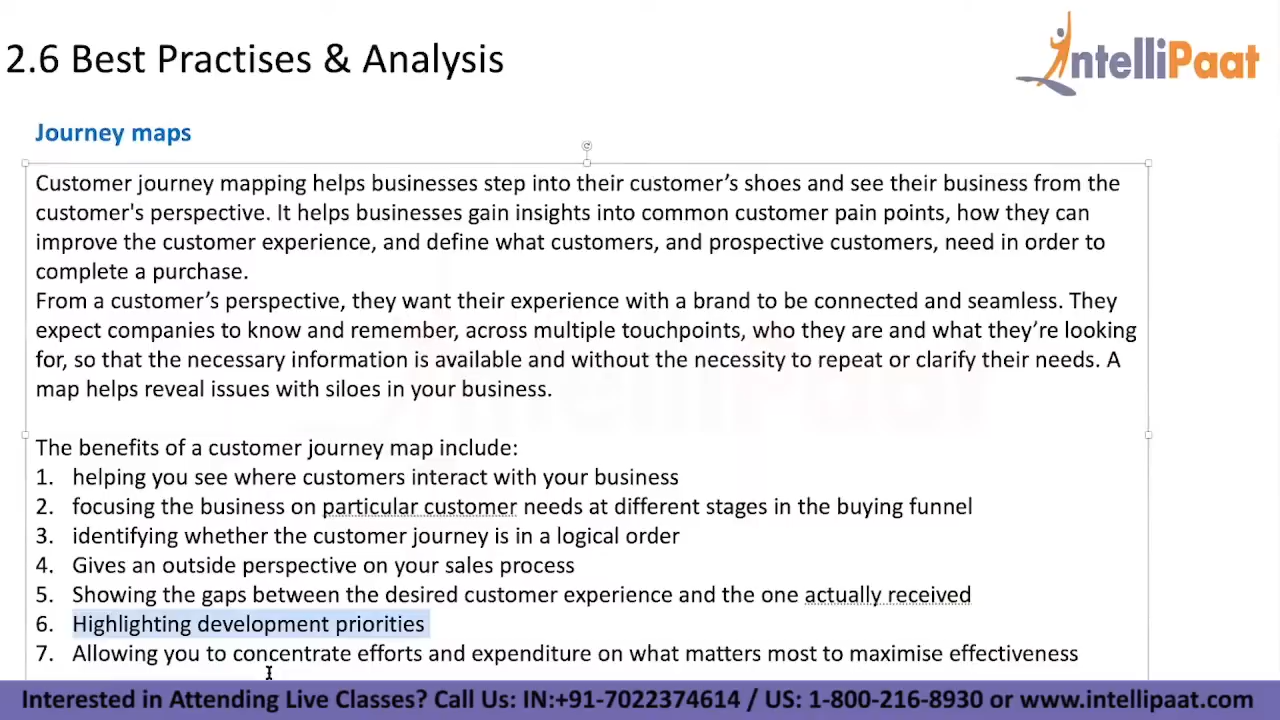 2.6 Best Practises & Analysis
IntelliPaat
Journey maps
Customer journey mapping helps businesses step into their customer’s shoes and see their business from the
customer's perspective. It helps businesses gain insights into common customer pain points, how they can
improve the customer experience, and define what customers, and prospective customers, need in order to
complete a purchase.
From a customer’s perspective, they want their experience with a brand to be connected and seamless. They
expect companies to know and remember, across multiple touchpoints, who they are and what they’re looking
for, so that the necessary information is available and without the necessity to repeat or clarify their needs. A
map helps reveal issues with siloes in your business.
The benefits of a customer journey map include:
1. helping you see where customers interact with your business
2. focusing the business on particular customer needs at different stages in the buying funnel
3. identifying whether the customer journey is in a logical order
4. Gives an outside perspective on your sales process
5. Showing the gaps between the desired customer experience and the one actually received
6. Highlighting development priorities
7. Allowing you to concentrate efforts and expenditure on what matters most to maximise effectiveness
Interested in Attending Live Classes? Call Us: IN:+91-7022374614 / US: 1-800-216-8930 or www.intellipaat.com